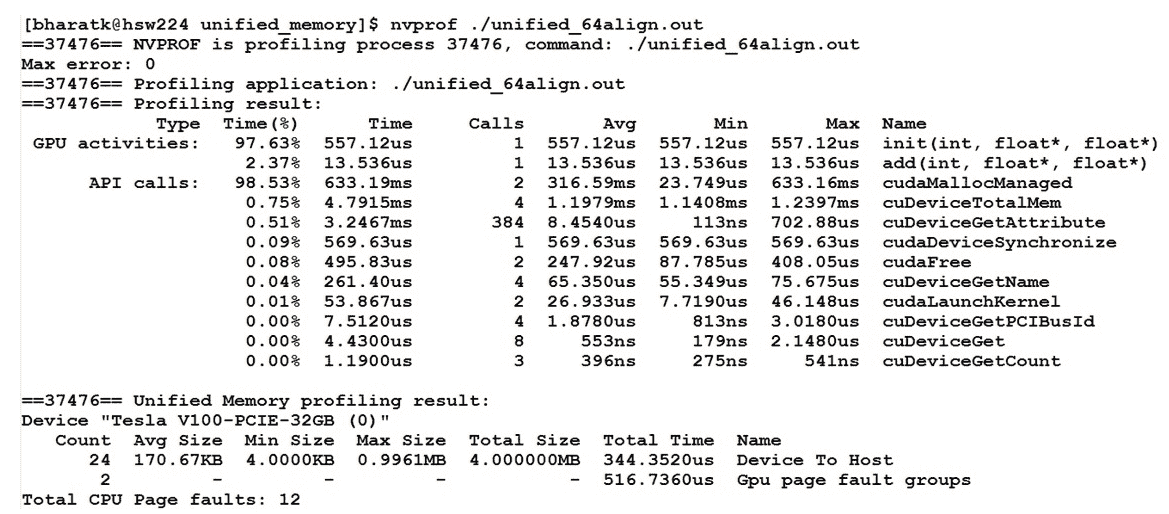 [bharatk@hsw224 unified_memory]$ nvprof ./unified_64align.out
==37476== NVPROF is profiling process 37476, command: ./unified_64align.out
Max error: 0
==37476== Profiling application: ./unified_64align.out
==37476== Profiling result:
Type Time(%) Time Calls Avg Min Max Name
GPU activities: 97.63% 557.12us 1 557.12us 557.12us 557.12us init(int, float*, float*)
2.37% 13.536us 1 13.536us 13.536us 13.536us add(int, float*, float*)
API calls: 98.53% 633.19ms 2 316.59ms 23.749us 633.16ms cudaMallocManaged
0.75% 4.7915ms 4 1.1979ms 1.1408ms 1.2397ms cuDeviceTotalMem
0.51% 3.2467ms 384 8.4540us 113ns 702.88us cuDeviceGetAttribute
0.09% 569.63us 1 569.63us 569.63us 569.63us cudaDeviceSynchronize
0.08% 495.83us 2 247.92us 87.785us 408.05us cudaFree
0.04% 261.40us 4 65.350us 55.349us 75.675us cuDeviceGetName
0.01% 53.867us 2 26.933us 7.7190us 46.148us cudaLaunchKernel
0.00% 7.5120us 4 1.8780us 813ns 3.0180us cuDeviceGetPCIBusId
0.00% 4.4300us 8 553ns 179ns 2.1480us cuDeviceGet
0.00% 1.1900us 3 396ns 275ns 541ns cuDeviceGetCount
==37476== Unified Memory profiling result:
Device "Tesla V100-PCIE-32GB (0)"
Count Avg Size Min Size Max Size Total Size Total Time Name
24 170.67KB 4.0000KB 0.9961MB 4.000000MB 344.3520us Device To Host
2 - - - - 516.7360us Gpu page fault groups
Total CPU Page faults: 12